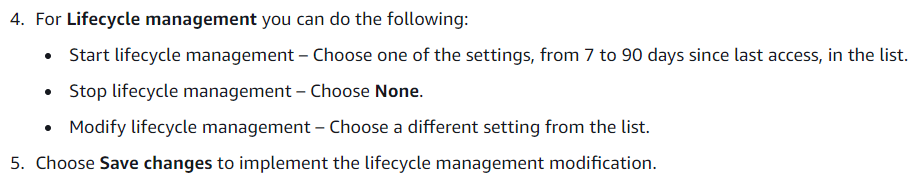 4. For Lifecycle management you can do the following:
• Start lifecycle management – Choose one of the settings, from 7 to 90 days since last access, in the list.
• Stop lifecycle management – Choose None.
• Modify lifecycle management – Choose a different setting from the list.
5. Choose Save changes to implement the lifecycle management modification.